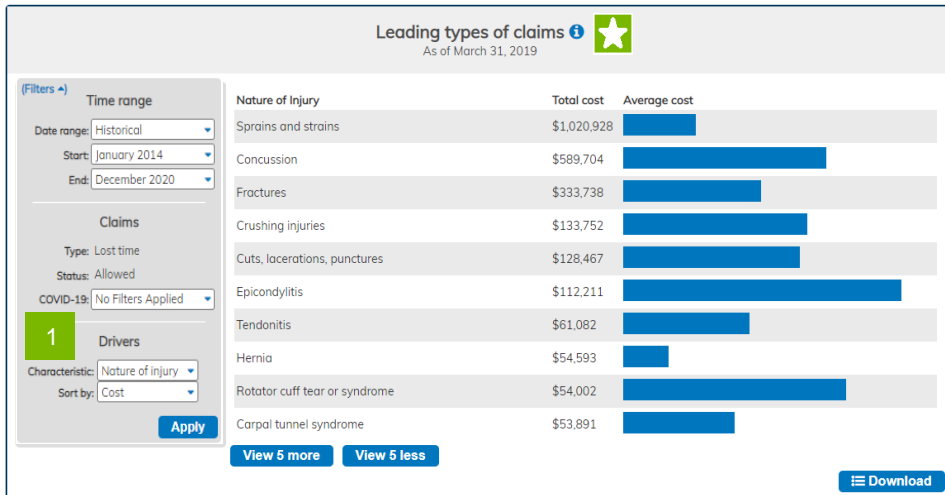 Leading types of claims
As of March 31, 2019
(Filters)
Time range
Date range: Historical
Start: January 2014
End: December 2020
Claims
Type: Lost time
Status: Allowed
COVID-19: No Filters Applied
1
Drivers
Characteristic: Nature of injury
Sort by: Cost
Apply
Nature of Injury Total cost Average cost
Sprains and strains $1,020,928
Concussion $589,704
Fractures $333,738
Crushing injuries $133,752
Cuts, lacerations, punctures $128,467
Epicondylitis $112,211
Tendonitis $61,082
Hernia $54,593
Rotator cuff tear or syndrome $54,002
Carpal tunnel syndrome $53,891
View 5 more View 5 less
Download